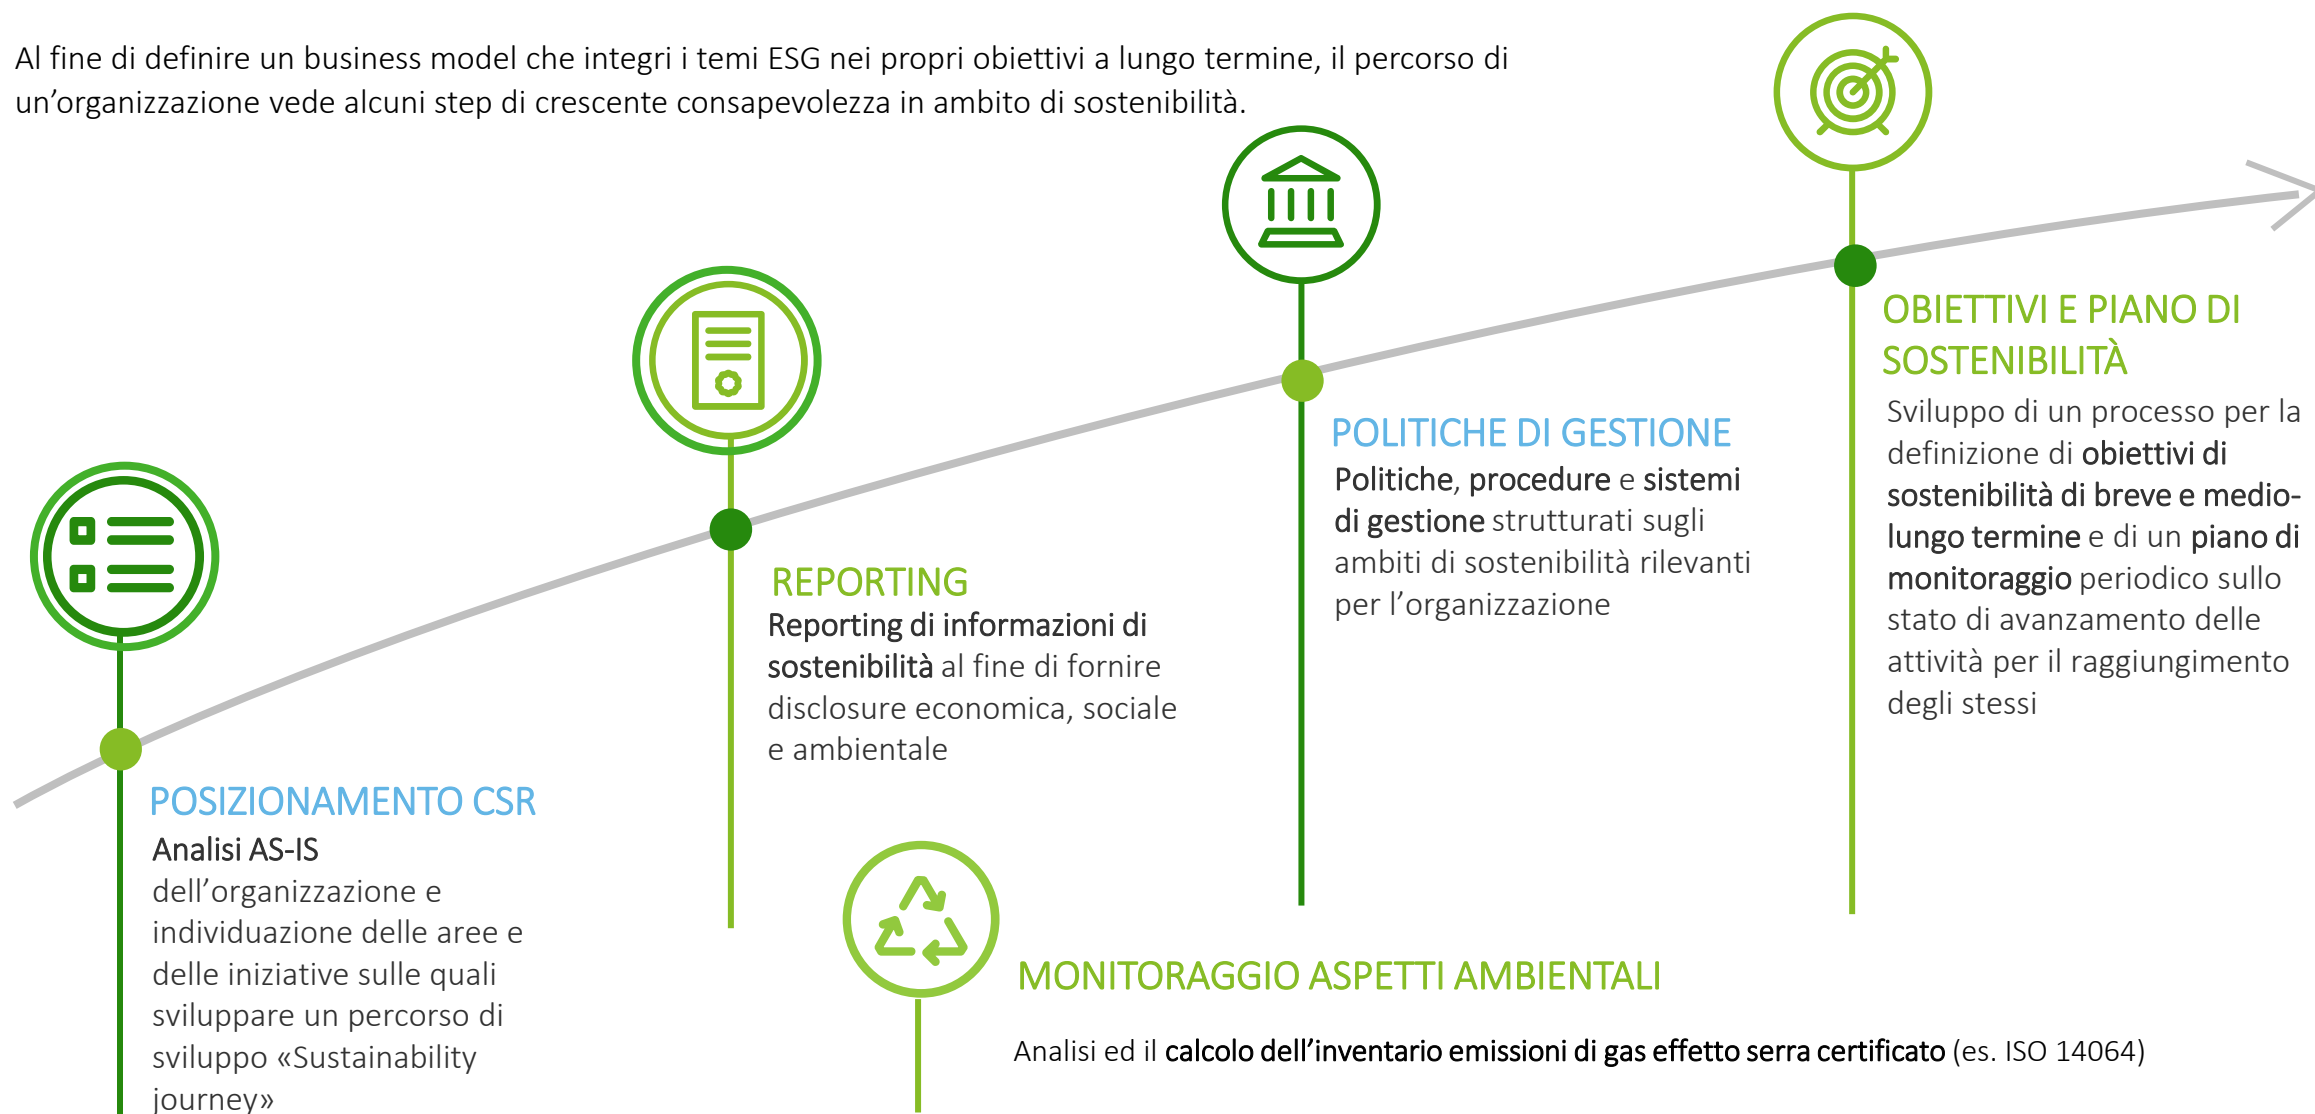 Al fine di definire un business model che integri i temi ESG nei propri obiettivi a lungo termine, il percorso di
un’organizzazione vede alcuni step di crescente consapevolezza in ambito di sostenibilità.
POSIZIONAMENTO CSR
Analisi AS-IS
dell’organizzazione e
individuazione delle aree e
delle iniziative sulle quali
sviluppare un percorso di
sviluppo «Sustainability
journey»
REPORTING
Reporting di informazioni di
sostenibilità al fine di fornire
disclosure economica, sociale
e ambientale
POLITICHE DI GESTIONE
Politiche, procedure e sistemi
di gestione strutturati sugli
ambiti di sostenibilità rilevanti
per l’organizzazione
OBIETTIVI E PIANO DI
SOSTENIBILITÀ
Sviluppo di un processo per la
definizione di obiettivi di
sostenibilità di breve e medio-
lungo termine e di un piano di
monitoraggio periodico sullo
stato di avanzamento delle
attività per il raggiungimento
degli stessi
MONITORAGGIO ASPETTI AMBIENTALI
Analisi ed il calcolo dell’inventario emissioni di gas effetto serra certificato (es. ISO 14064)